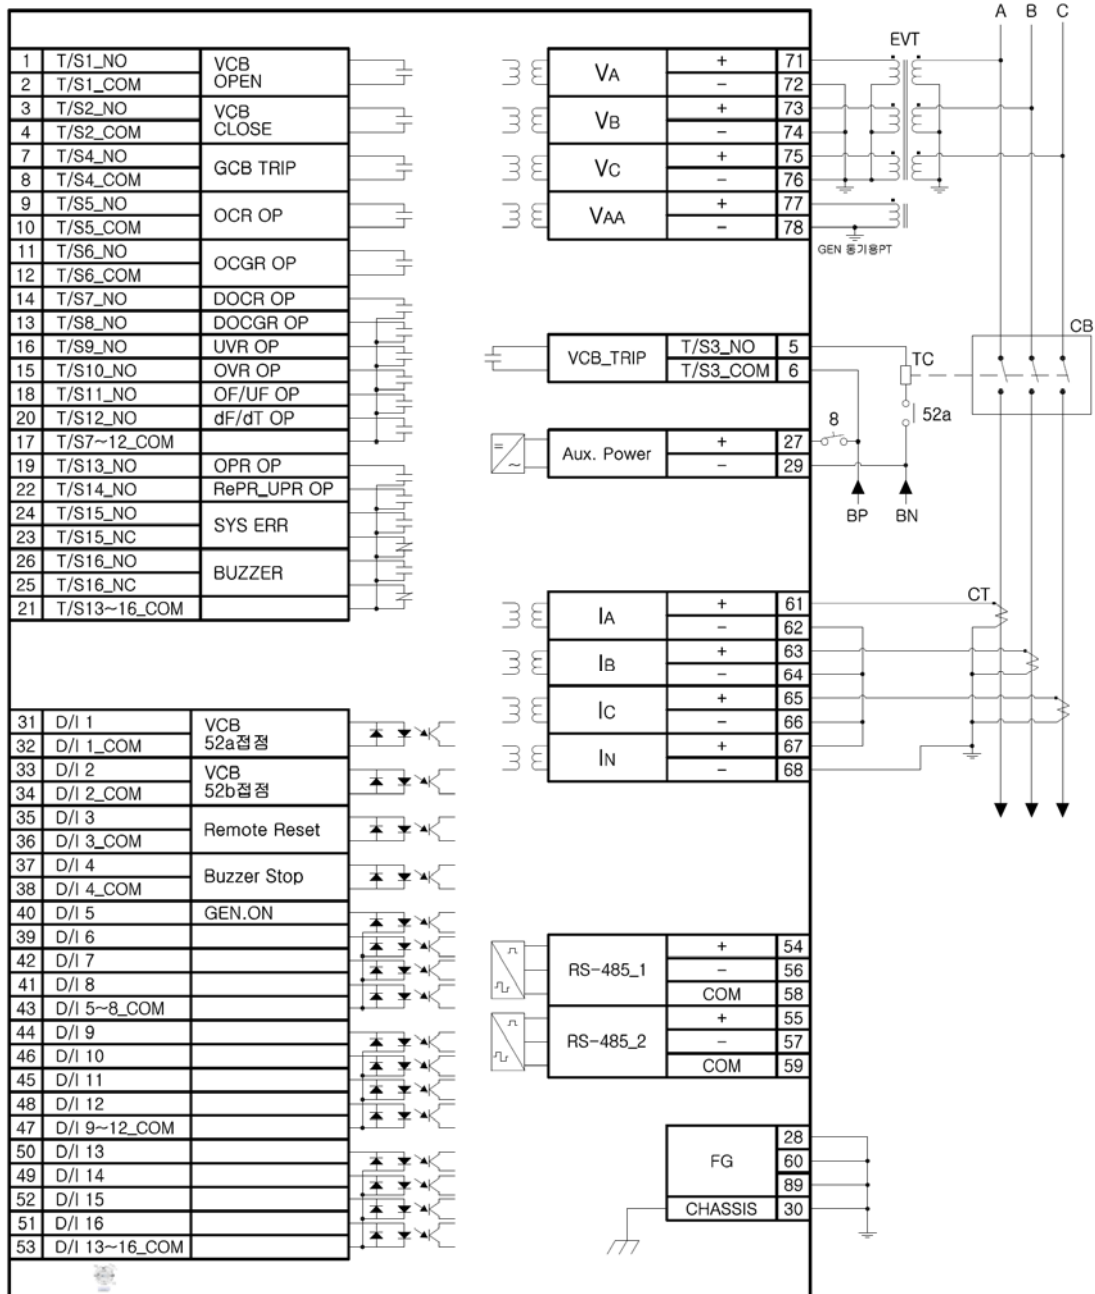 A B C
EVT
1 T/S1_NO VCB OPEN
2 T/S1_COM
3 T/S2_NO VCB CLOSE
4 T/S2_COM
7 T/S4_NO GCB TRIP
8 T/S4_COM
9 T/S5_NO OCR OP
10 T/S5_COM
11 T/S6_NO OCGR OP
12 T/S6_COM
14 T/S7_NO DOCR OP
13 T/S8_NO DOCGR OP
16 T/S9_NO UVR OP
15 T/S10_NO OVR OP
18 T/S11_NO OF/UF OP
20 T/S12_NO dF/dT OP
17 T/S7~12_COM
19 T/S13_NO OPR OP
22 T/S14_NO RePR_UPR OP
24 T/S15_NO SYS ERR
23 T/S15_NC
26 T/S16_NO BUZZER
25 T/S16_NC
21 T/S13~16_COM
31 D/I 1 VCB 52a접점
32 D/I 1_COM
33 D/I 2 VCB 52b접점
34 D/I 2_COM
35 D/I 3 Remote Reset
36 D/I 3_COM
37 D/I 4 Buzzer Stop
38 D/I 4_COM
40 D/I 5 GEN.ON
39 D/I 6
42 D/I 7
41 D/I 8
43 D/I 5~8_COM
44 D/I 9
46 D/I 10
45 D/I 11
48 D/I 12
47 D/I 9~12_COM
50 D/I 13
49 D/I 14
52 D/I 15
51 D/I 16
53 D/I 13~16_COM
VA + 71
− 72
VB + 73
− 74
VC + 75
− 76
VAA + 77
− 78
GEN 동기용PT
VCB_TRIP T/S3_NO 5
T/S3_COM 6
TC
CB
52a
8
Aux. Power + 27
− 29
BP BN
CT
IA + 61
− 62
IB + 63
− 64
IC + 65
− 66
IN + 67
− 68
RS-485_1 + 54
− 56
COM 58
RS-485_2 + 55
− 57
COM 59
FG 28
60
89
CHASSIS 30